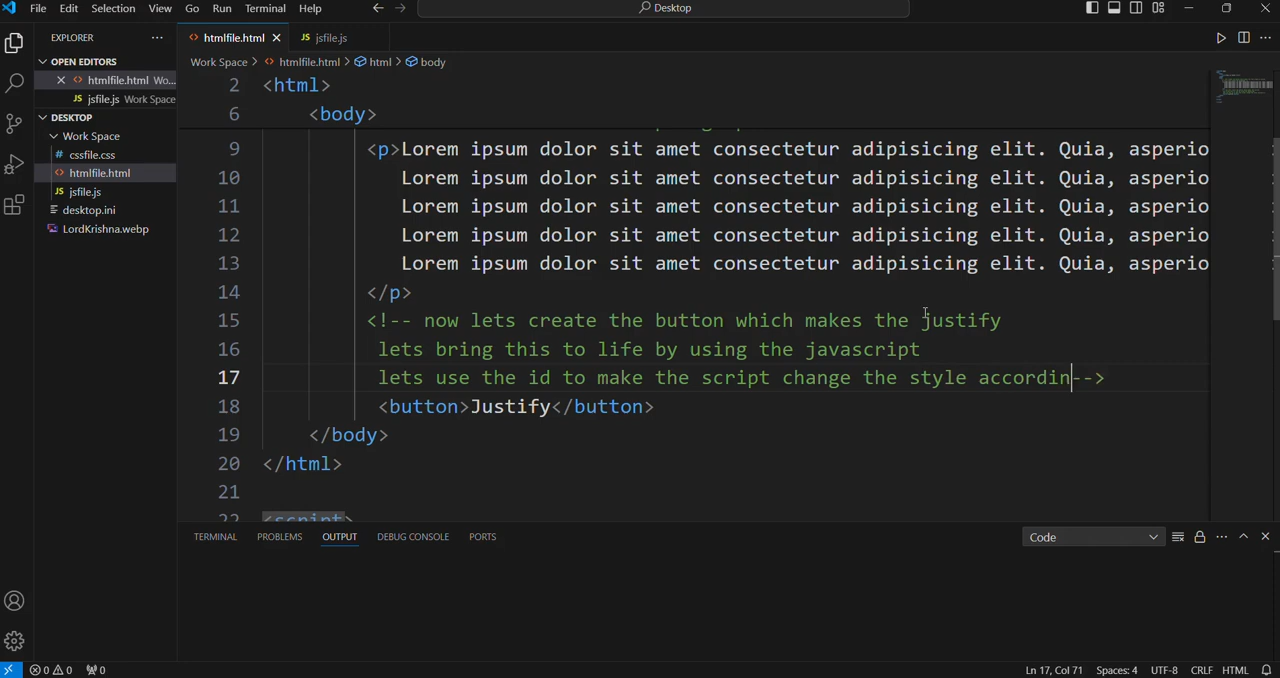 File Edit Selection View Go Run Terminal Help Desktop
EXPLORER
OPEN EDITORS
htmlfile.html Wo...
JS jsfile.js Work Space
DESKTOP
Work Space
# cssfile.css
<> htmlfile.html
JS jsfile.js
desktop.ini
LordKrishna.webp
<> htmlfile.html JS jsfile.js
Work Space > <> htmlfile.html > html > body
2 <html>
6 <body>
9 <p>Lorem ipsum dolor sit amet consectetur adipisicing elit. Quia, asperio
10 Lorem ipsum dolor sit amet consectetur adipisicing elit. Quia, asperio
11 Lorem ipsum dolor sit amet consectetur adipisicing elit. Quia, asperio
12 Lorem ipsum dolor sit amet consectetur adipisicing elit. Quia, asperio
13 Lorem ipsum dolor sit amet consectetur adipisicing elit. Quia, asperio
14 </p>
15 <!-- now lets create the button which makes the justify
16 lets bring this to life by using the javascript
17 lets use the id to make the script change the style accordin-->
18 <button>Justify</button>
19 </body>
20 </html>
21
22 <script>
TERMINAL PROBLEMS OUTPUT DEBUG CONSOLE PORTS Code
0 0 0 Ln 17, Col 71 Spaces: 4 UTF-8 CRLF HTML